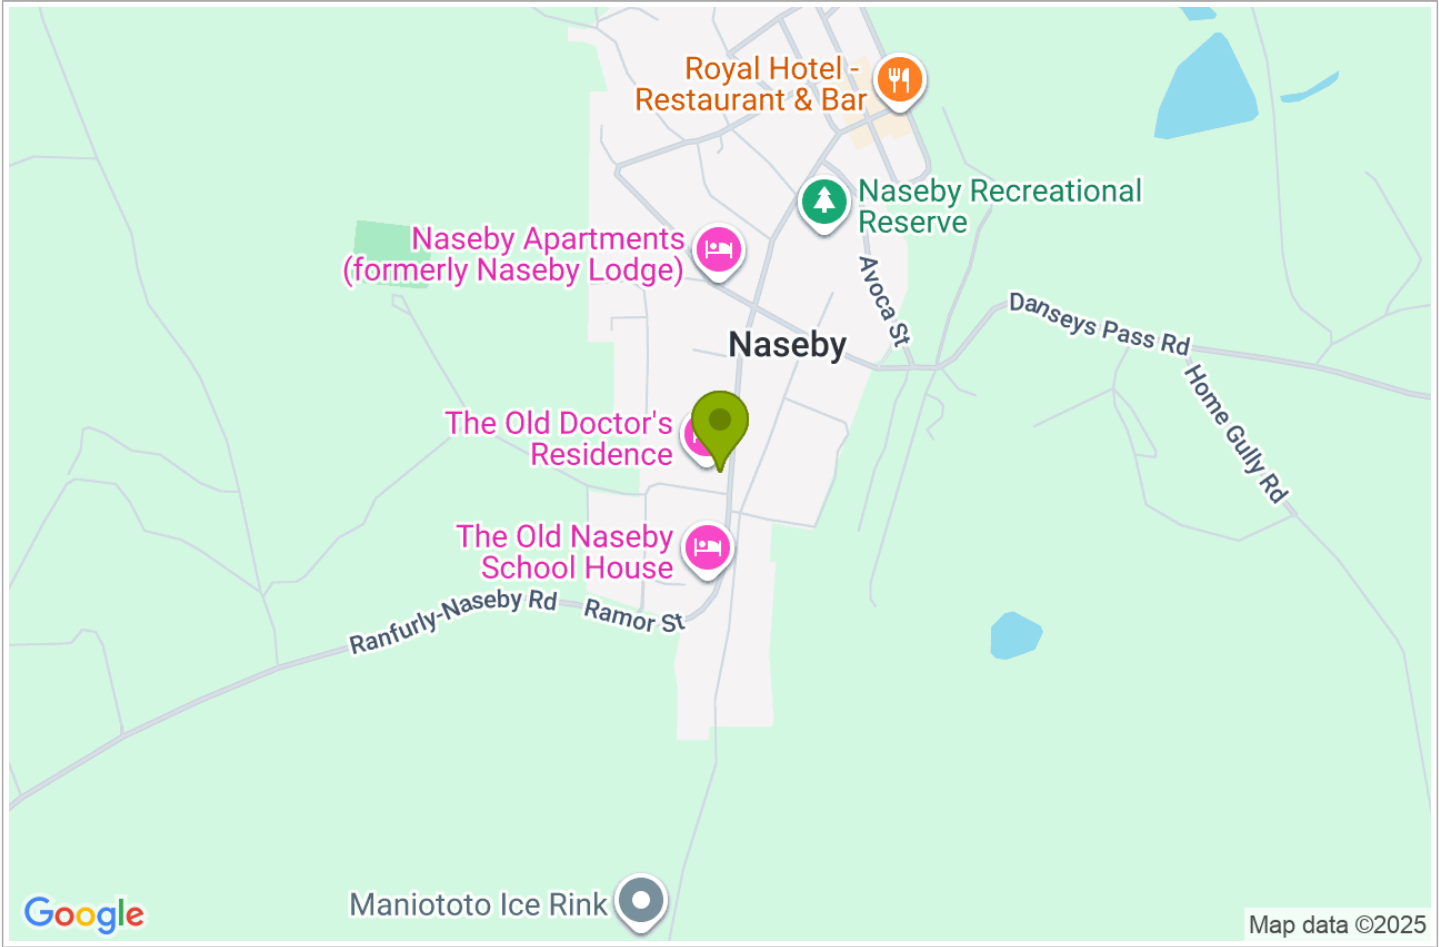 Royal Hotel -
Restaurant & Bar
Naseby Recreational
Reserve
Naseby Apartments
(formerly Naseby Lodge)
Avoca St
Danseys Pass Rd
Naseby
Home Gully Rd
The Old Doctor's
Residence
The Old Naseby
School House
Ranfurly-Naseby Rd
Ramor St
Maniototo Ice Rink
Google
Map data ©2025